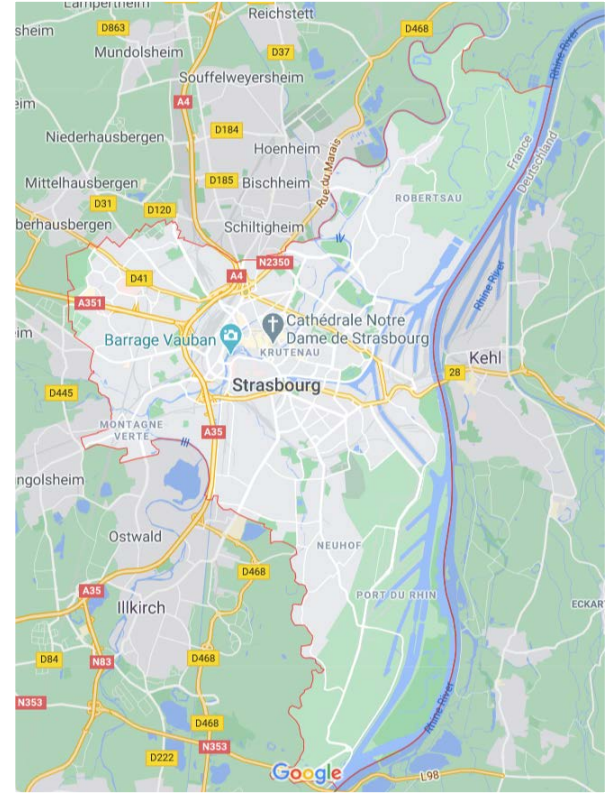 Lampertheim
Reichstett
D863
D468
sheim
Mundolsheim
D37
Rhine River
Souffelweyersheim
A4
eim
Niederhausbergen
D184
Hoenheim
France
Deutschland
Rue du Marais
Mittelhausbergen
D185
Bischheim
ROBERTSAU
D31
D120
berhausbergen
Schiltigheim
N2350
A4
D41
Rhine River
A351
Cathédrale Notre
Dame de Strasbourg
im
Barrage Vauban
KRUTENAU
Kehl
28
Strasbourg
D445
MONTAGNE
VERTE
A35
ngolsheim
Ostwald
NEUHOF
D468
A35
PORT DU RHIN
Illkirch
ECKAR
D84
D468
N83
N353
Rhine River
D468
N353
D222
Google
L98